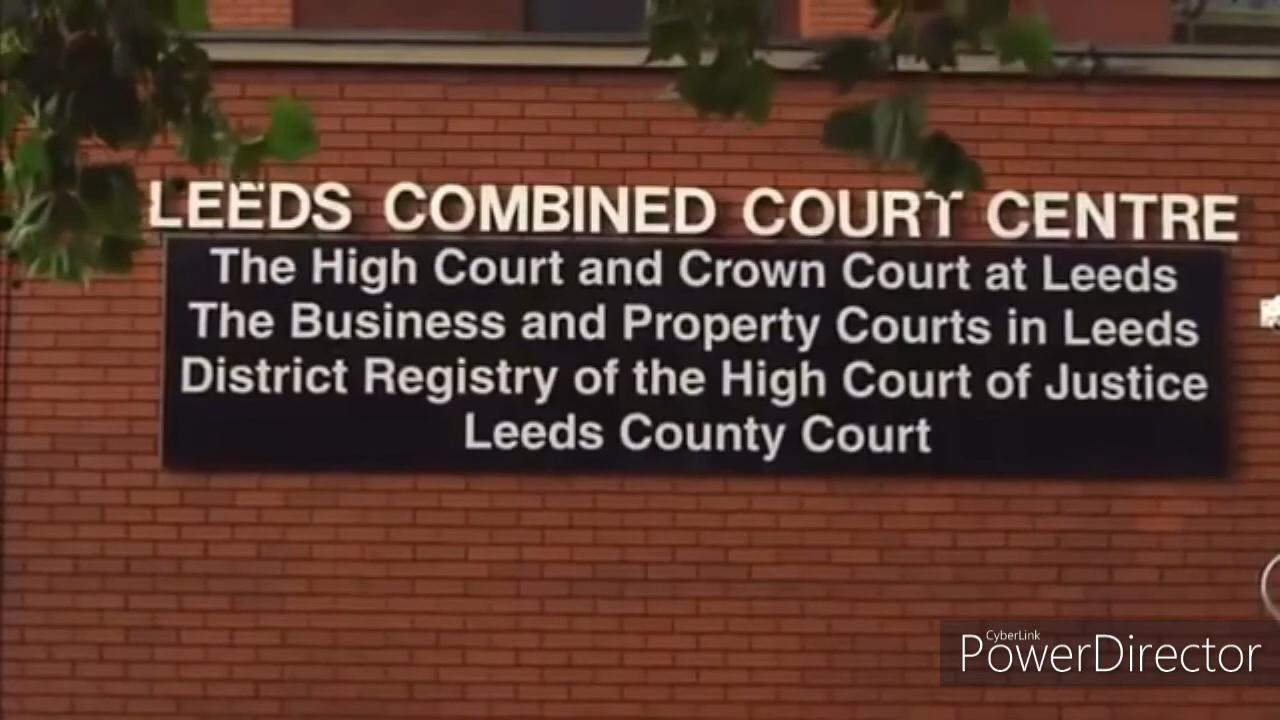 LEEDS COMBINED COURT CENTRE
The High Court and Crown Court at Leeds
The Business and Property Courts in Leeds
District Registry of the High Court of Justice
Leeds County Court
CyberLink
PowerDirector